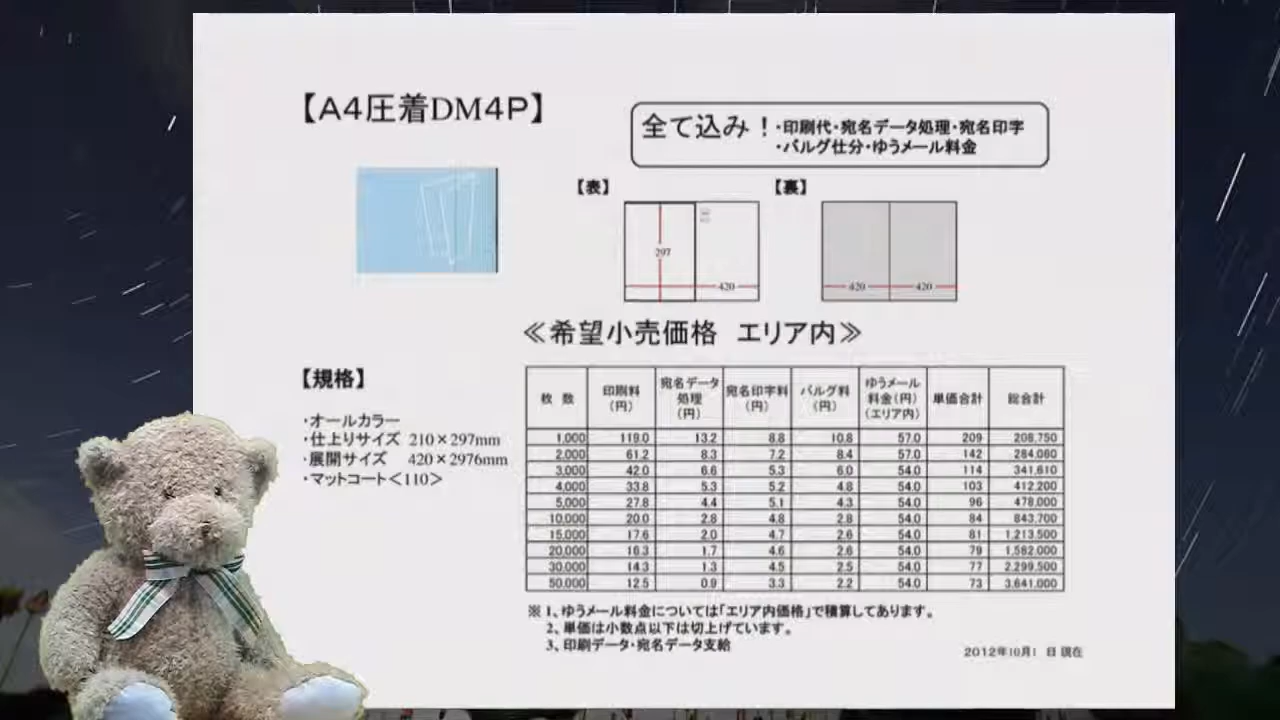 【A4圧着DM4P】
全て込み！・印刷代・宛名データ処理・宛名印字
・バルグ仕分・ゆうメール料金
【表】 【裏】
297
420 420 420
≪希望小売価格 エリア内≫
【規格】
・オールカラー
・仕上りサイズ 210×297mm
・展開サイズ 420×2976mm
・マットコート＜110＞
枚 数 印刷料（円） 宛名データ処理（円） 宛名印字料（円） バルグ料（円） ゆうメール料金（円）（エリア内） 単価合計 総合計
1,000 119.0 13.2 8.8 10.8 57.0 209 208,750
2,000 61.2 8.3 7.2 8.4 57.0 142 284,060
3,000 42.0 6.6 5.3 6.0 54.0 114 341,610
4,000 33.8 5.3 5.2 4.8 54.0 103 412,200
5,000 27.8 4.4 5.1 4.3 54.0 96 478,000
10,000 20.0 2.8 4.8 2.8 54.0 84 843,700
15,000 17.6 2.0 4.7 2.6 54.0 81 1,213,500
20,000 16.3 1.7 4.6 2.6 54.0 79 1,582,000
30,000 14.3 1.3 4.5 2.5 54.0 77 2,299,500
50,000 12.5 0.9 3.3 2.2 54.0 73 3,641,000
※ 1、ゆうメール料金については「エリア内価格」で積算してあります。
2、単価は小数点以下は切上げています。
3、印刷データ・宛名データ支給
2012年10月1 日 現在